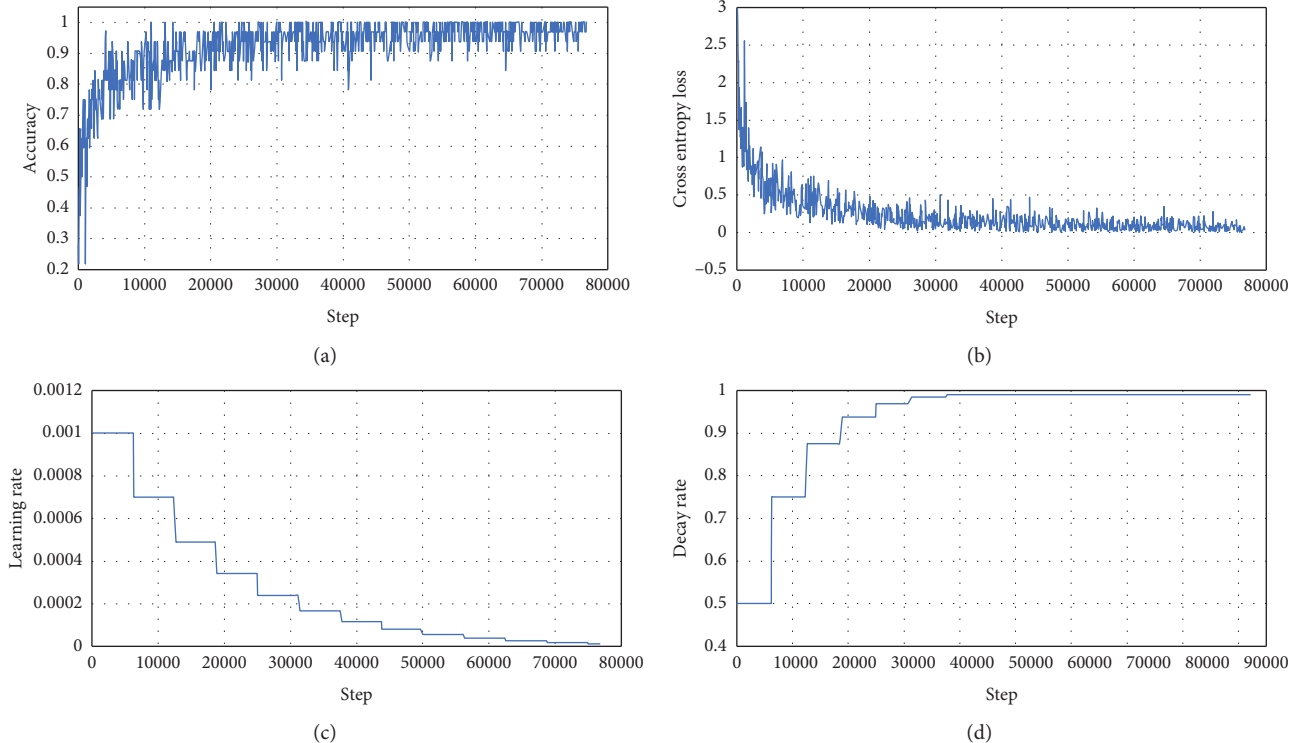 1
0.9
0.8
0.7
0.6
0.5
0.4
0.3
0.2
Accuracy
0 10000 20000 30000 40000 50000 60000 70000 80000
Step
(a)
3
2.5
2
1.5
1
0.5
0
−0.5
Cross entropy loss
0 10000 20000 30000 40000 50000 60000 70000 80000
Step
(b)
0.0012
0.001
0.0008
0.0006
0.0004
0.0002
0
Learning rate
0 10000 20000 30000 40000 50000 60000 70000 80000
Step
(c)
1
0.9
0.8
0.7
0.6
0.5
0.4
Decay rate
0 10000 20000 30000 40000 50000 60000 70000 80000 90000
Step
(d)